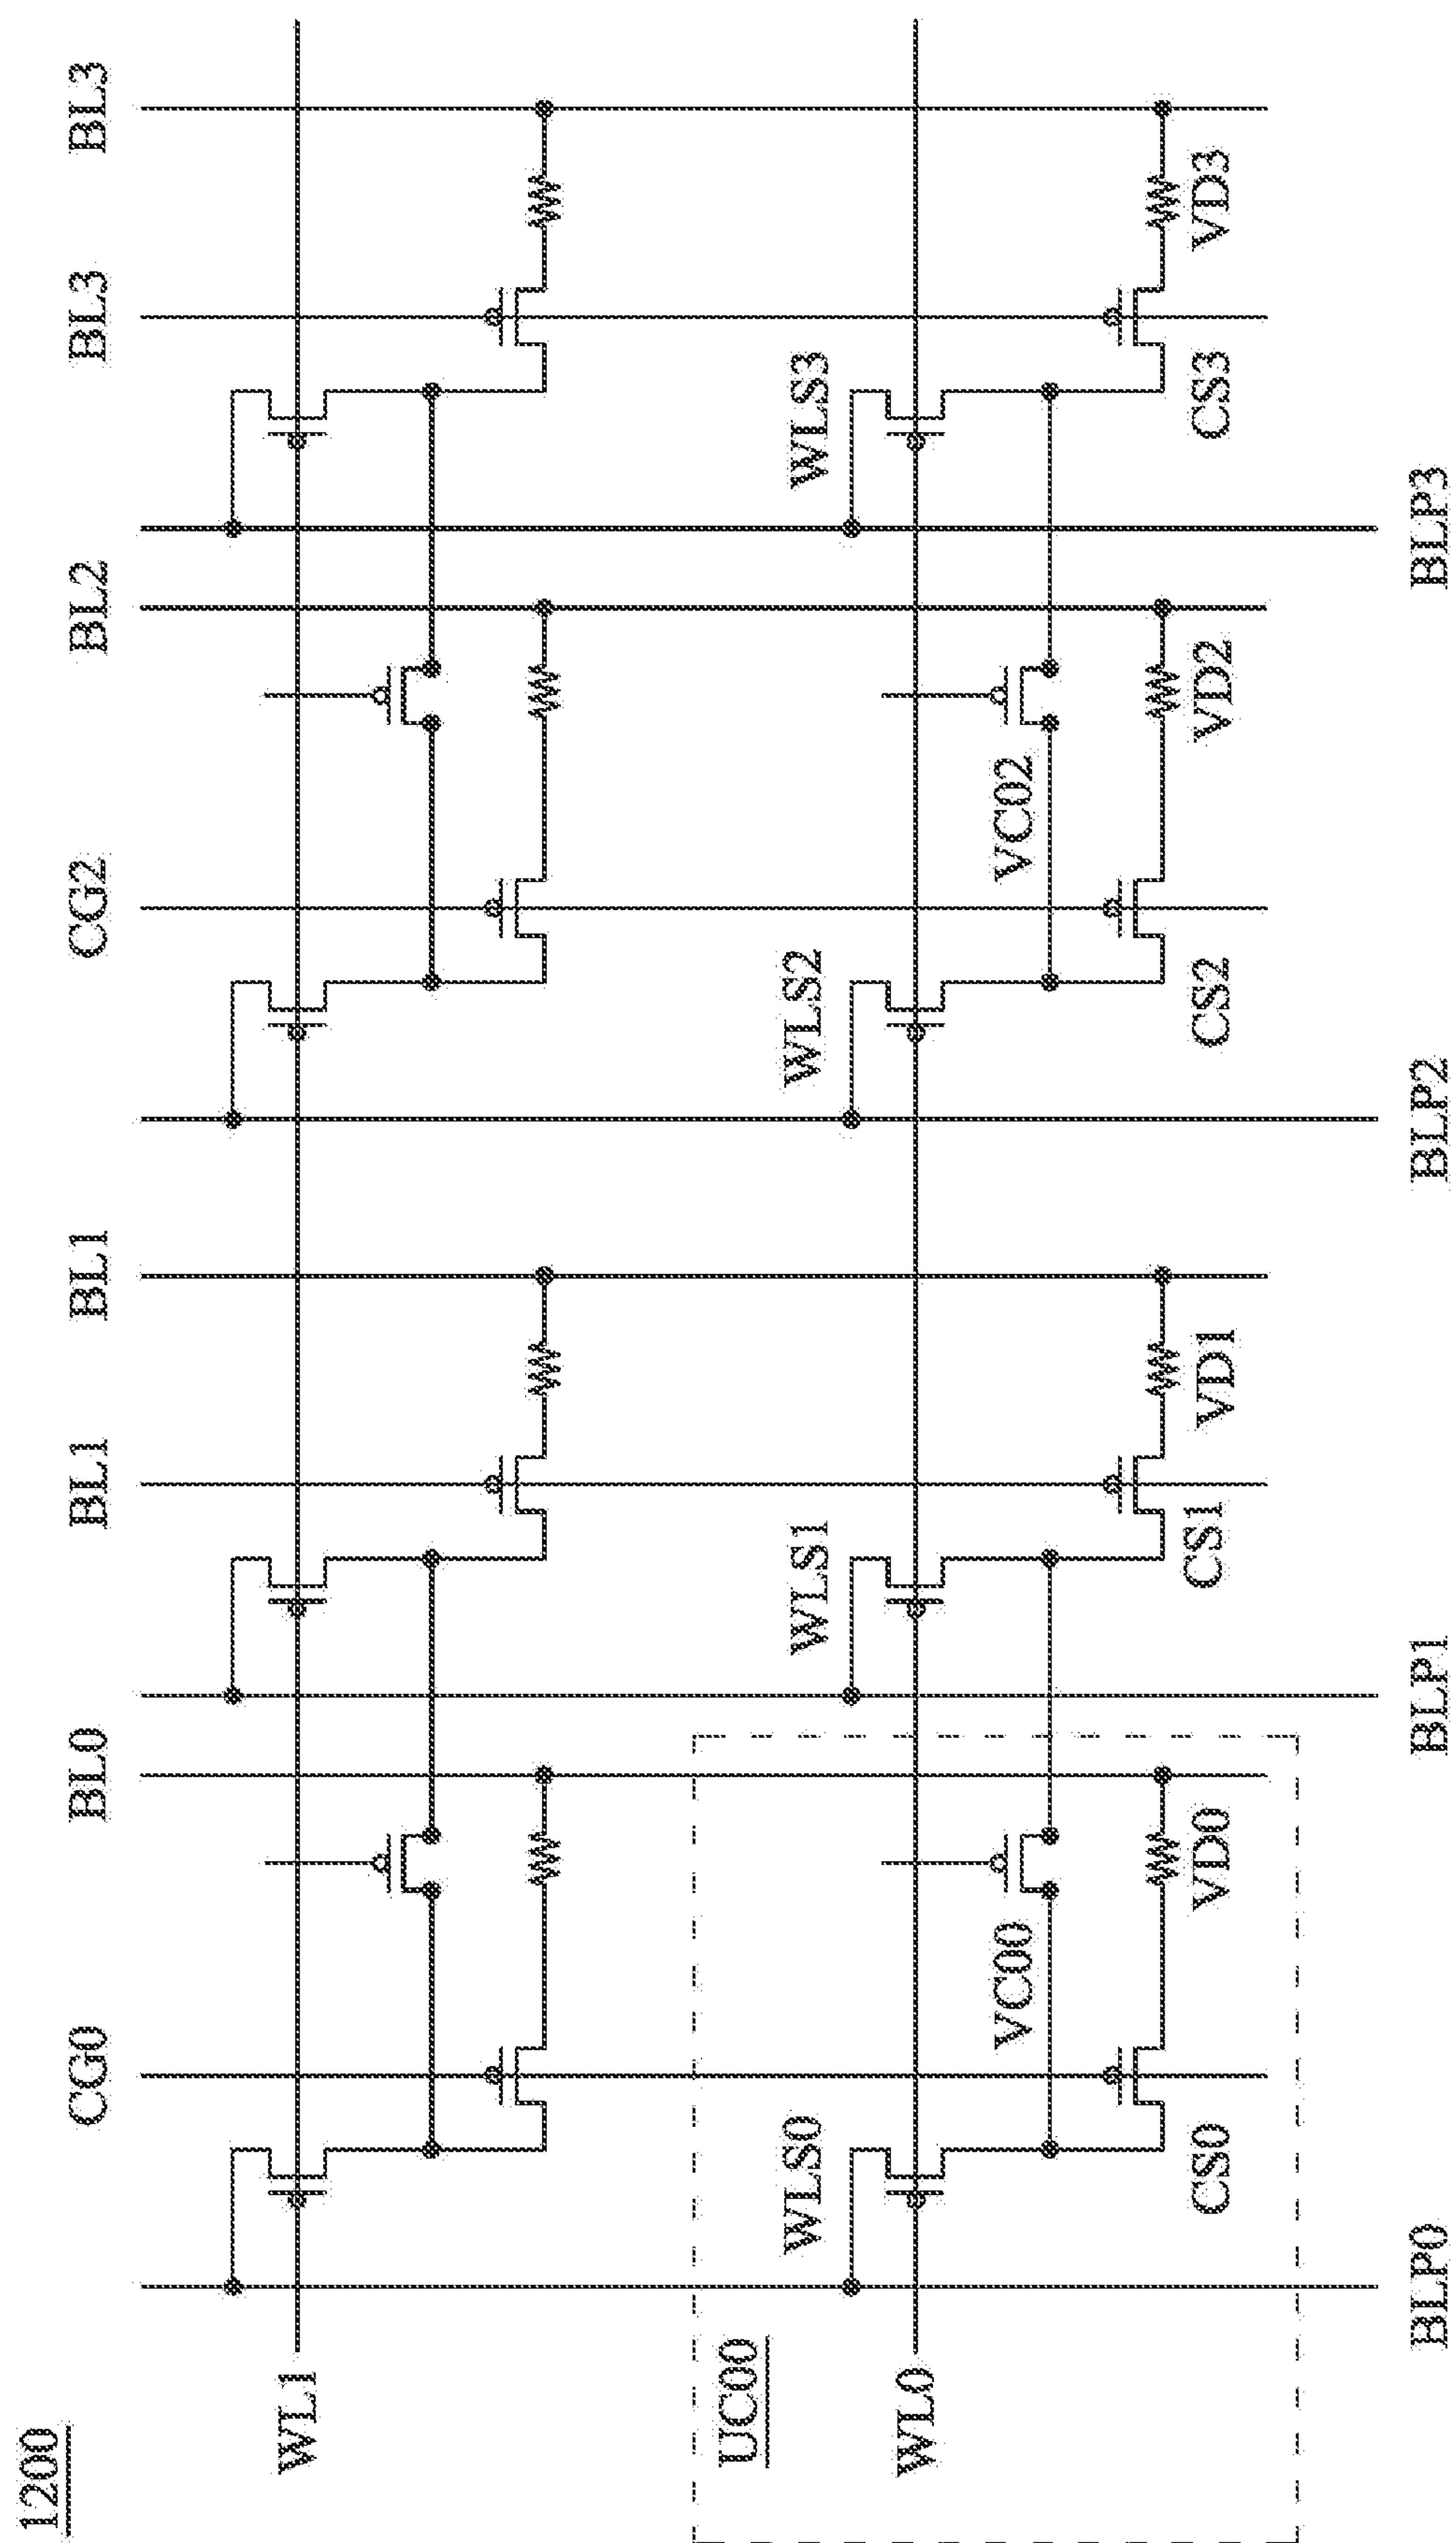 1200
CG0 BL0 BL1 BL1 CG2 BL2 BL3 BL3
WL1
UC00
WLS0 WLS1 WLS2 WLS3
WL0
VC00 VC02
CS0 VD0 CS1 VD1 CS2 VD2 CS3 VD3
BLP0 BLP1 BLP2 BLP3